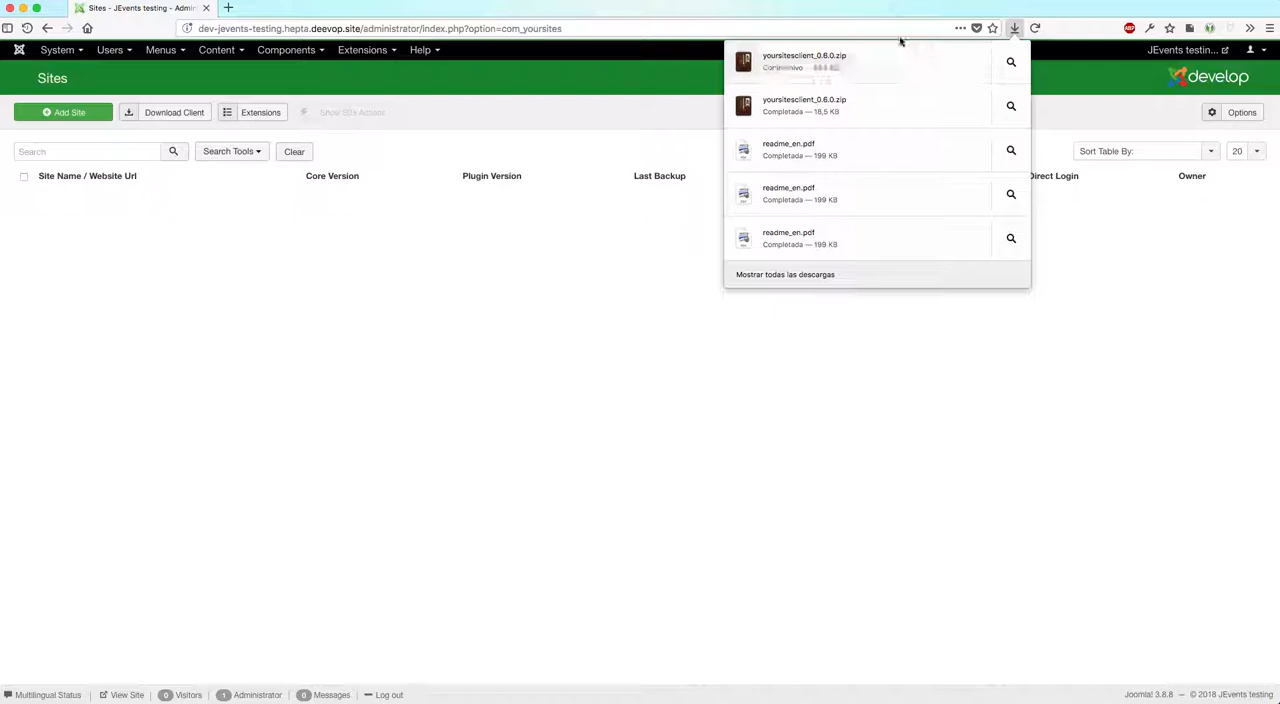 Sites - JEvents testing - Admin
dev-jevents-testing.hepta.deevop.site/administrator/index.php?option=com_yoursites
System Users Menus Content Components Extensions Help JEvents testin...
Sites
develop
Add Site Download Client Extensions Show Site Actions Options
Search Search Tools Clear Sort Table By: 20
Site Name / Website Url Core Version Plugin Version Last Backup Direct Login Owner
yoursitesclient_0.6.0.zip
yoursitesclient_0.6.0.zip
Completada — 18,5 KB
readme_en.pdf
Completada — 199 KB
readme_en.pdf
Completada — 199 KB
readme_en.pdf
Completada — 199 KB
Mostrar todas las descargas
Multilingual Status View Site 0 Visitors 1 Administrator 0 Messages Log out Joomla! 3.8.8 — © 2018 JEvents testing